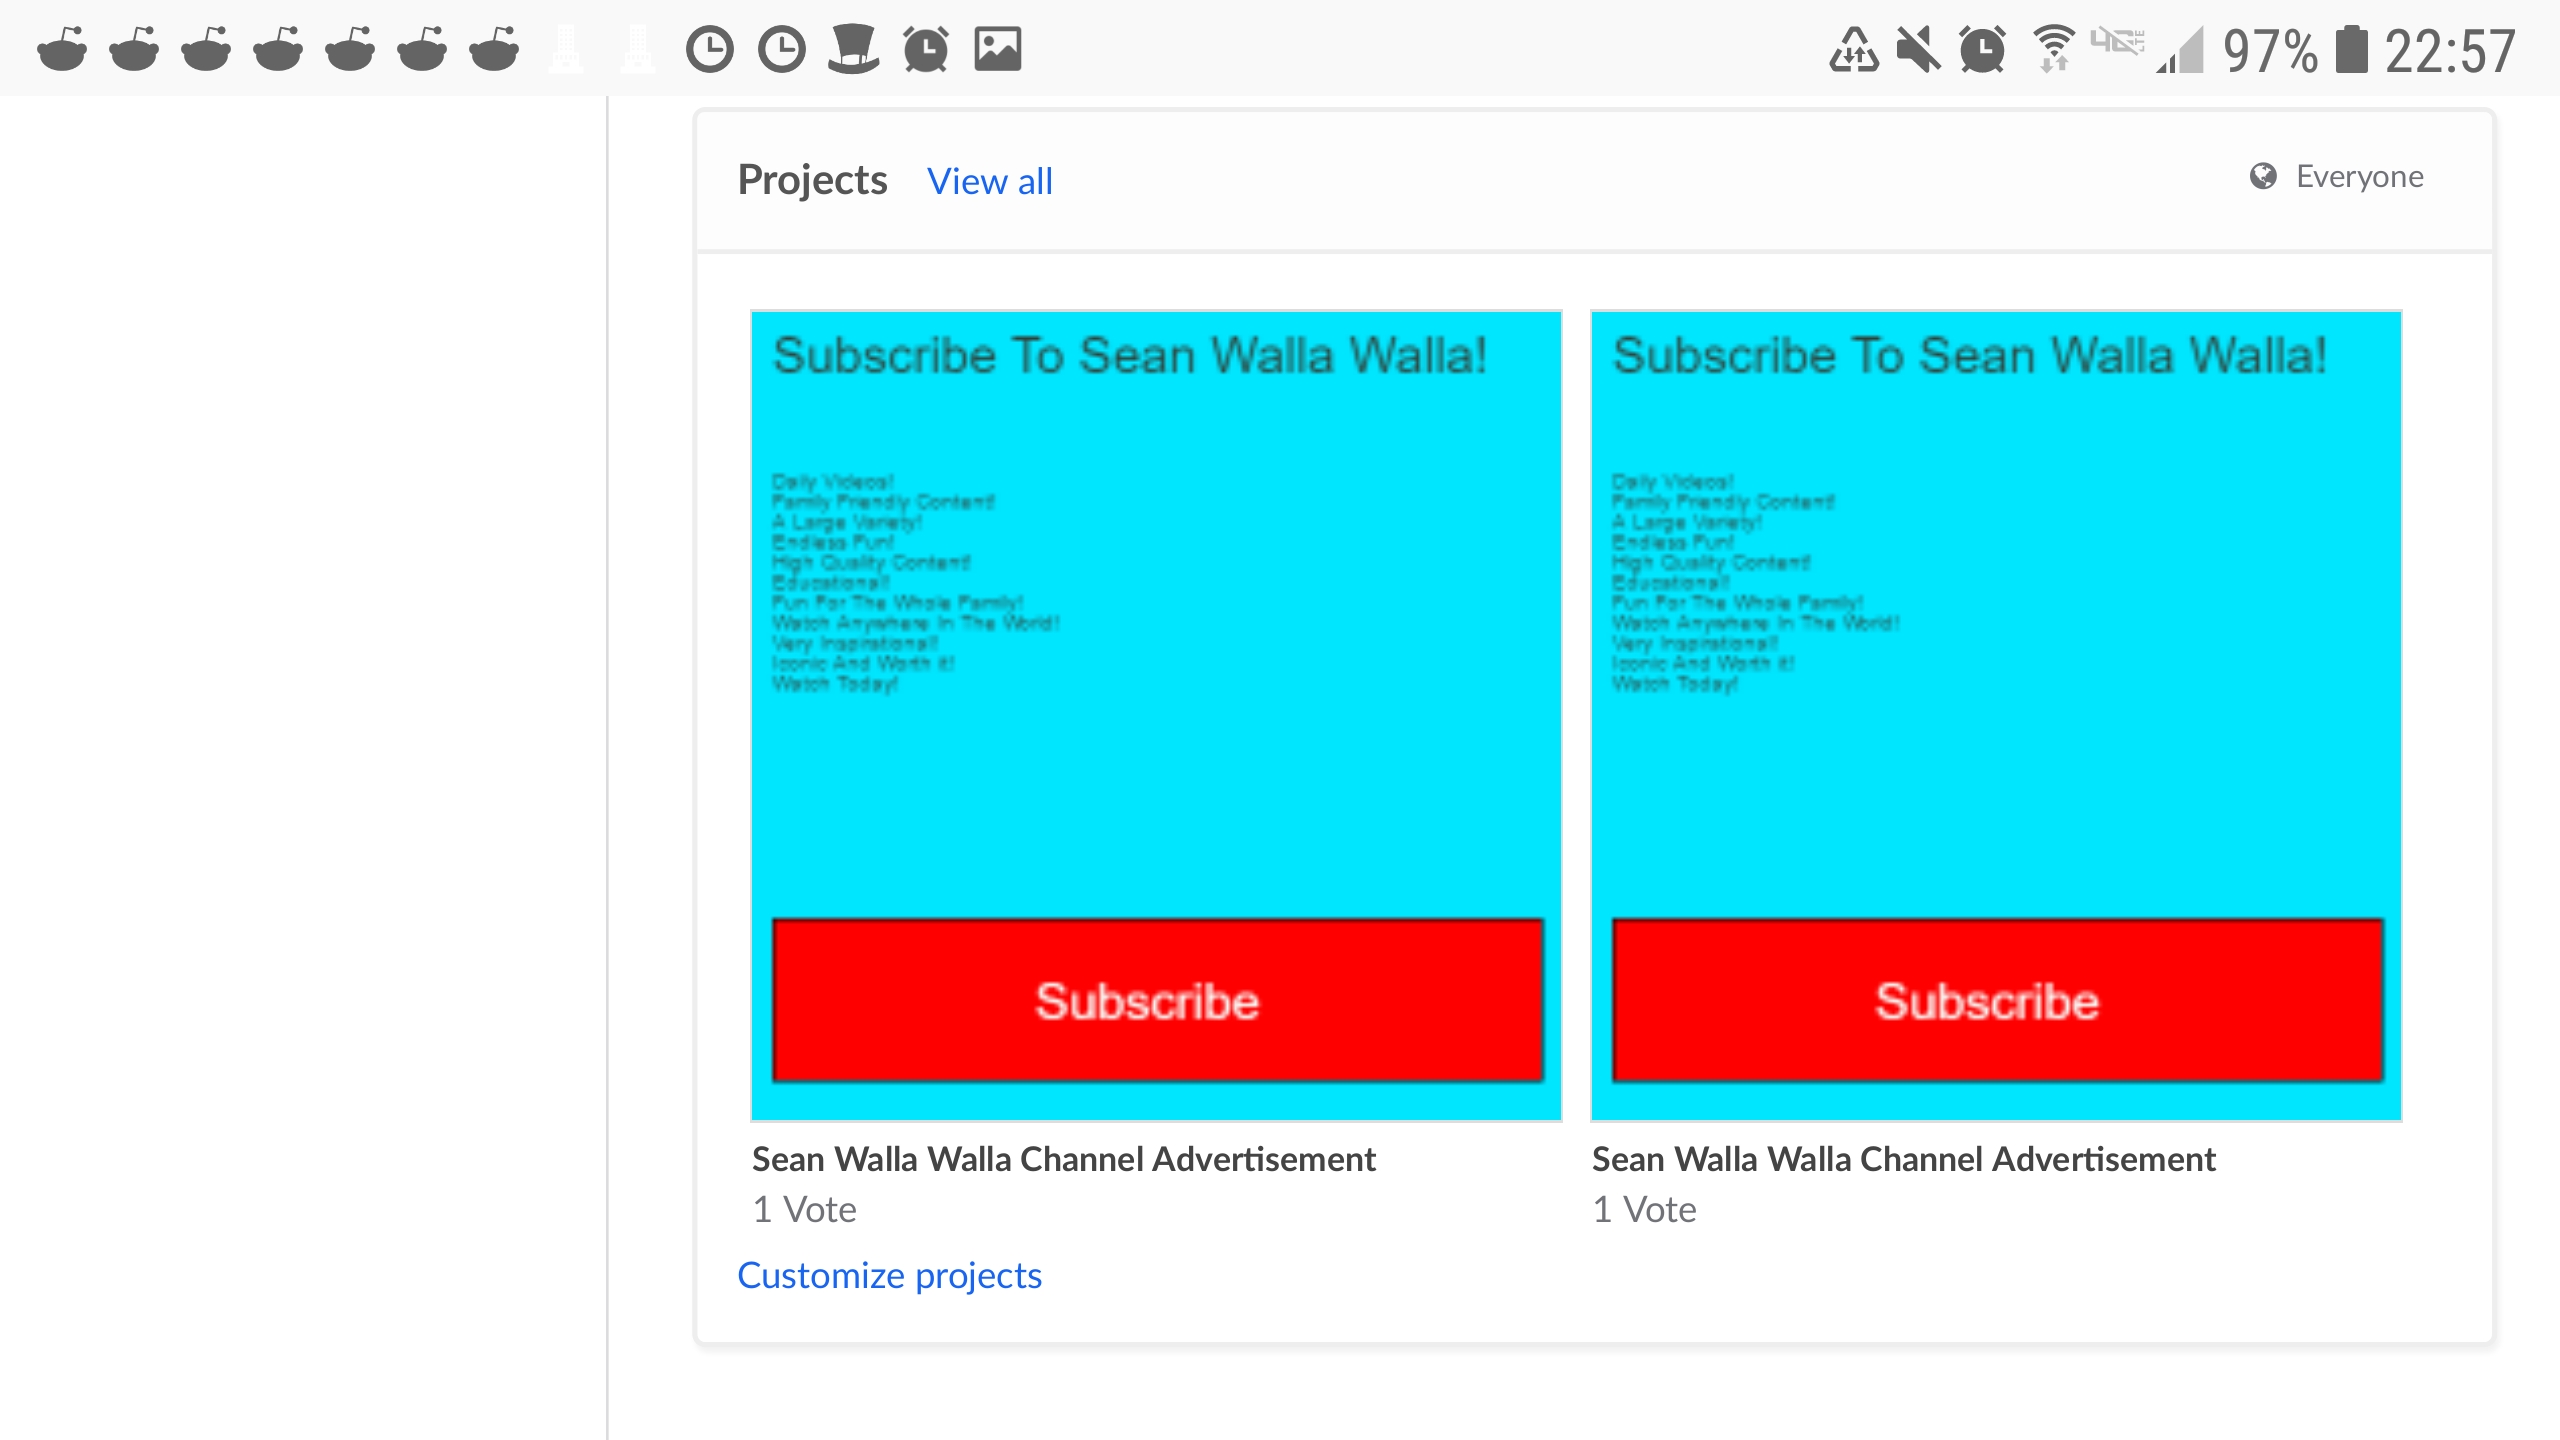 97% 22:57
Projects View all
Everyone
Subscribe To Sean Walla Walla!
Daily Videos!
Family Friendly Content!
A Large Variety!
Endless Fun!
High Quality Content!
Educational!
Fun For The Whole Family!
Watch Anywhere In The World!
Very Inspirational!
Iconic And Worth it!
Watch Today!
Subscribe
Sean Walla Walla Channel Advertisement
1 Vote
Subscribe To Sean Walla Walla!
Daily Videos!
Family Friendly Content!
A Large Variety!
Endless Fun!
High Quality Content!
Educational!
Fun For The Whole Family!
Watch Anywhere In The World!
Very Inspirational!
Iconic And Worth it!
Watch Today!
Subscribe
Sean Walla Walla Channel Advertisement
1 Vote
Customize projects